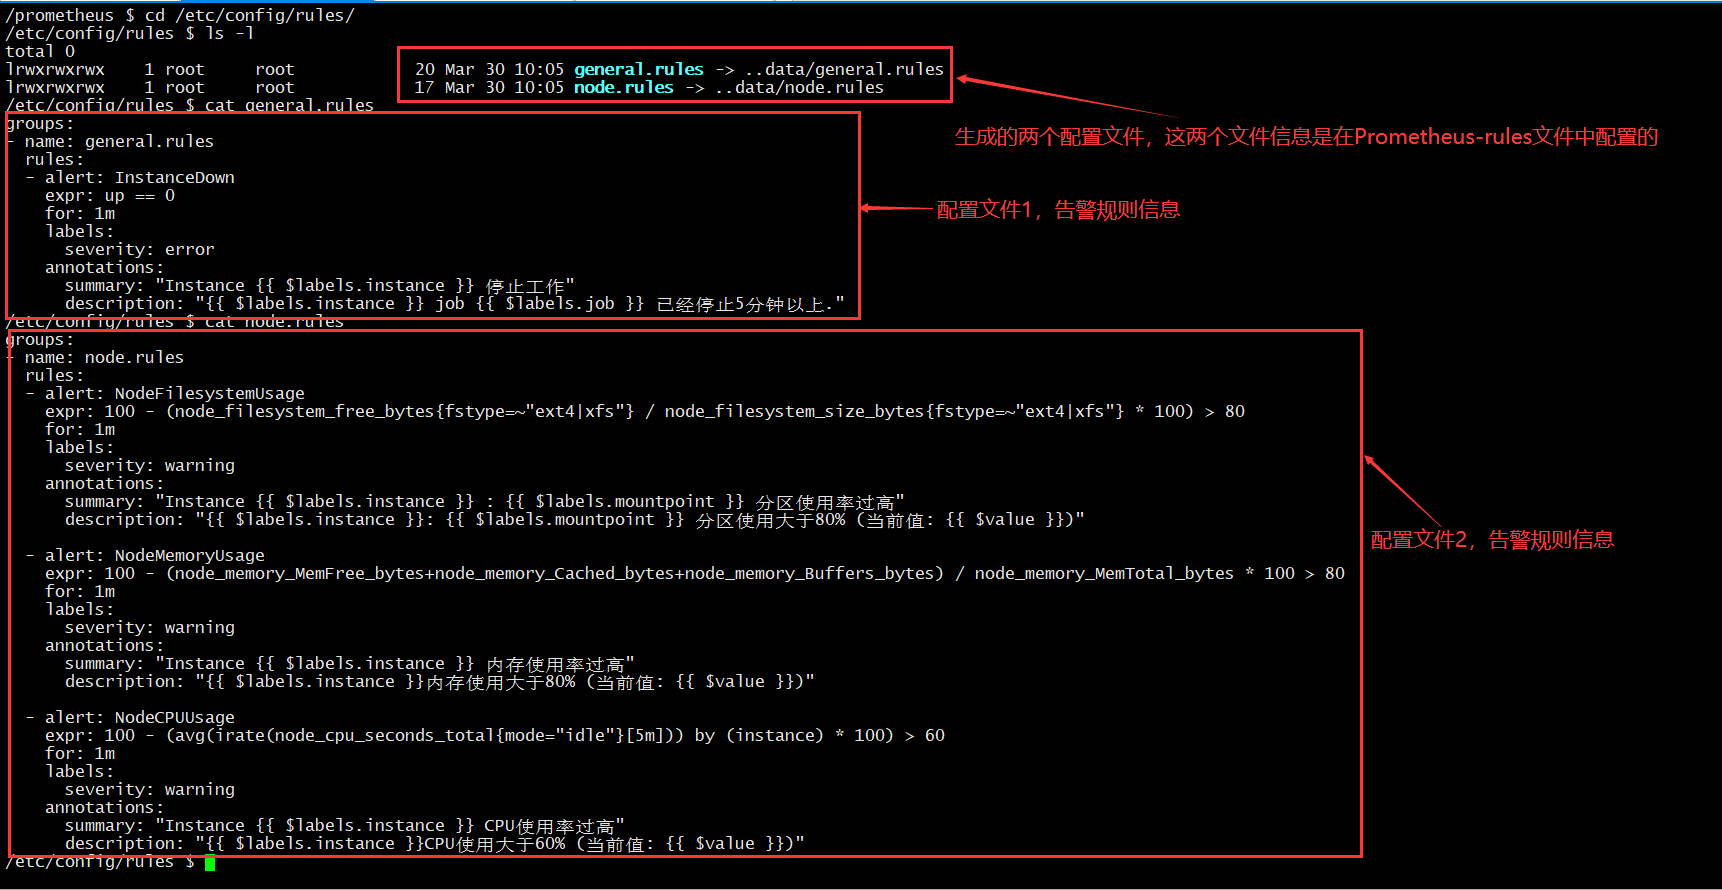 /prometheus $ cd /etc/config/rules/
/etc/config/rules $ ls -l
total 0
lrwxrwxrwx    1 root     root            20 Mar 30 10:05 general.rules -> ..data/general.rules
lrwxrwxrwx    1 root     root            17 Mar 30 10:05 node.rules -> ..data/node.rules
/etc/config/rules $ cat general.rules
生成的两个配置文件，这两个文件信息是在Prometheus-rules文件中配置的
groups:
- name: general.rules
  rules:
  - alert: InstanceDown
    expr: up == 0
    for: 1m
配置文件1，告警规则信息
    labels:
      severity: error
    annotations:
      summary: "Instance {{ $labels.instance }} 停止工作"
      description: "{{ $labels.instance }} job {{ $labels.job }} 已经停止5分钟以上."
/etc/config/rules $ cat node.rules
groups:
- name: node.rules
  rules:
  - alert: NodeFilesystemUsage
    expr: 100 - (node_filesystem_free_bytes{fstype=~"ext4|xfs"} / node_filesystem_size_bytes{fstype=~"ext4|xfs"} * 100) > 80
    for: 1m
    labels:
      severity: warning
    annotations:
      summary: "Instance {{ $labels.instance }} : {{ $labels.mountpoint }} 分区使用率过高"
      description: "{{ $labels.instance }}: {{ $labels.mountpoint }} 分区使用大于80% (当前值: {{ $value }})"
配置文件2，告警规则信息
  - alert: NodeMemoryUsage
    expr: 100 - (node_memory_MemFree_bytes+node_memory_Cached_bytes+node_memory_Buffers_bytes) / node_memory_MemTotal_bytes * 100 > 80
    for: 1m
    labels:
      severity: warning
    annotations:
      summary: "Instance {{ $labels.instance }} 内存使用率过高"
      description: "{{ $labels.instance }}内存使用大于80% (当前值: {{ $value }})"
  - alert: NodeCPUUsage
    expr: 100 - (avg(irate(node_cpu_seconds_total{mode="idle"}[5m])) by (instance) * 100) > 60
    for: 1m
    labels:
      severity: warning
    annotations:
      summary: "Instance {{ $labels.instance }} CPU使用率过高"
      description: "{{ $labels.instance }}CPU使用大于60% (当前值: {{ $value }})"
/etc/config/rules $